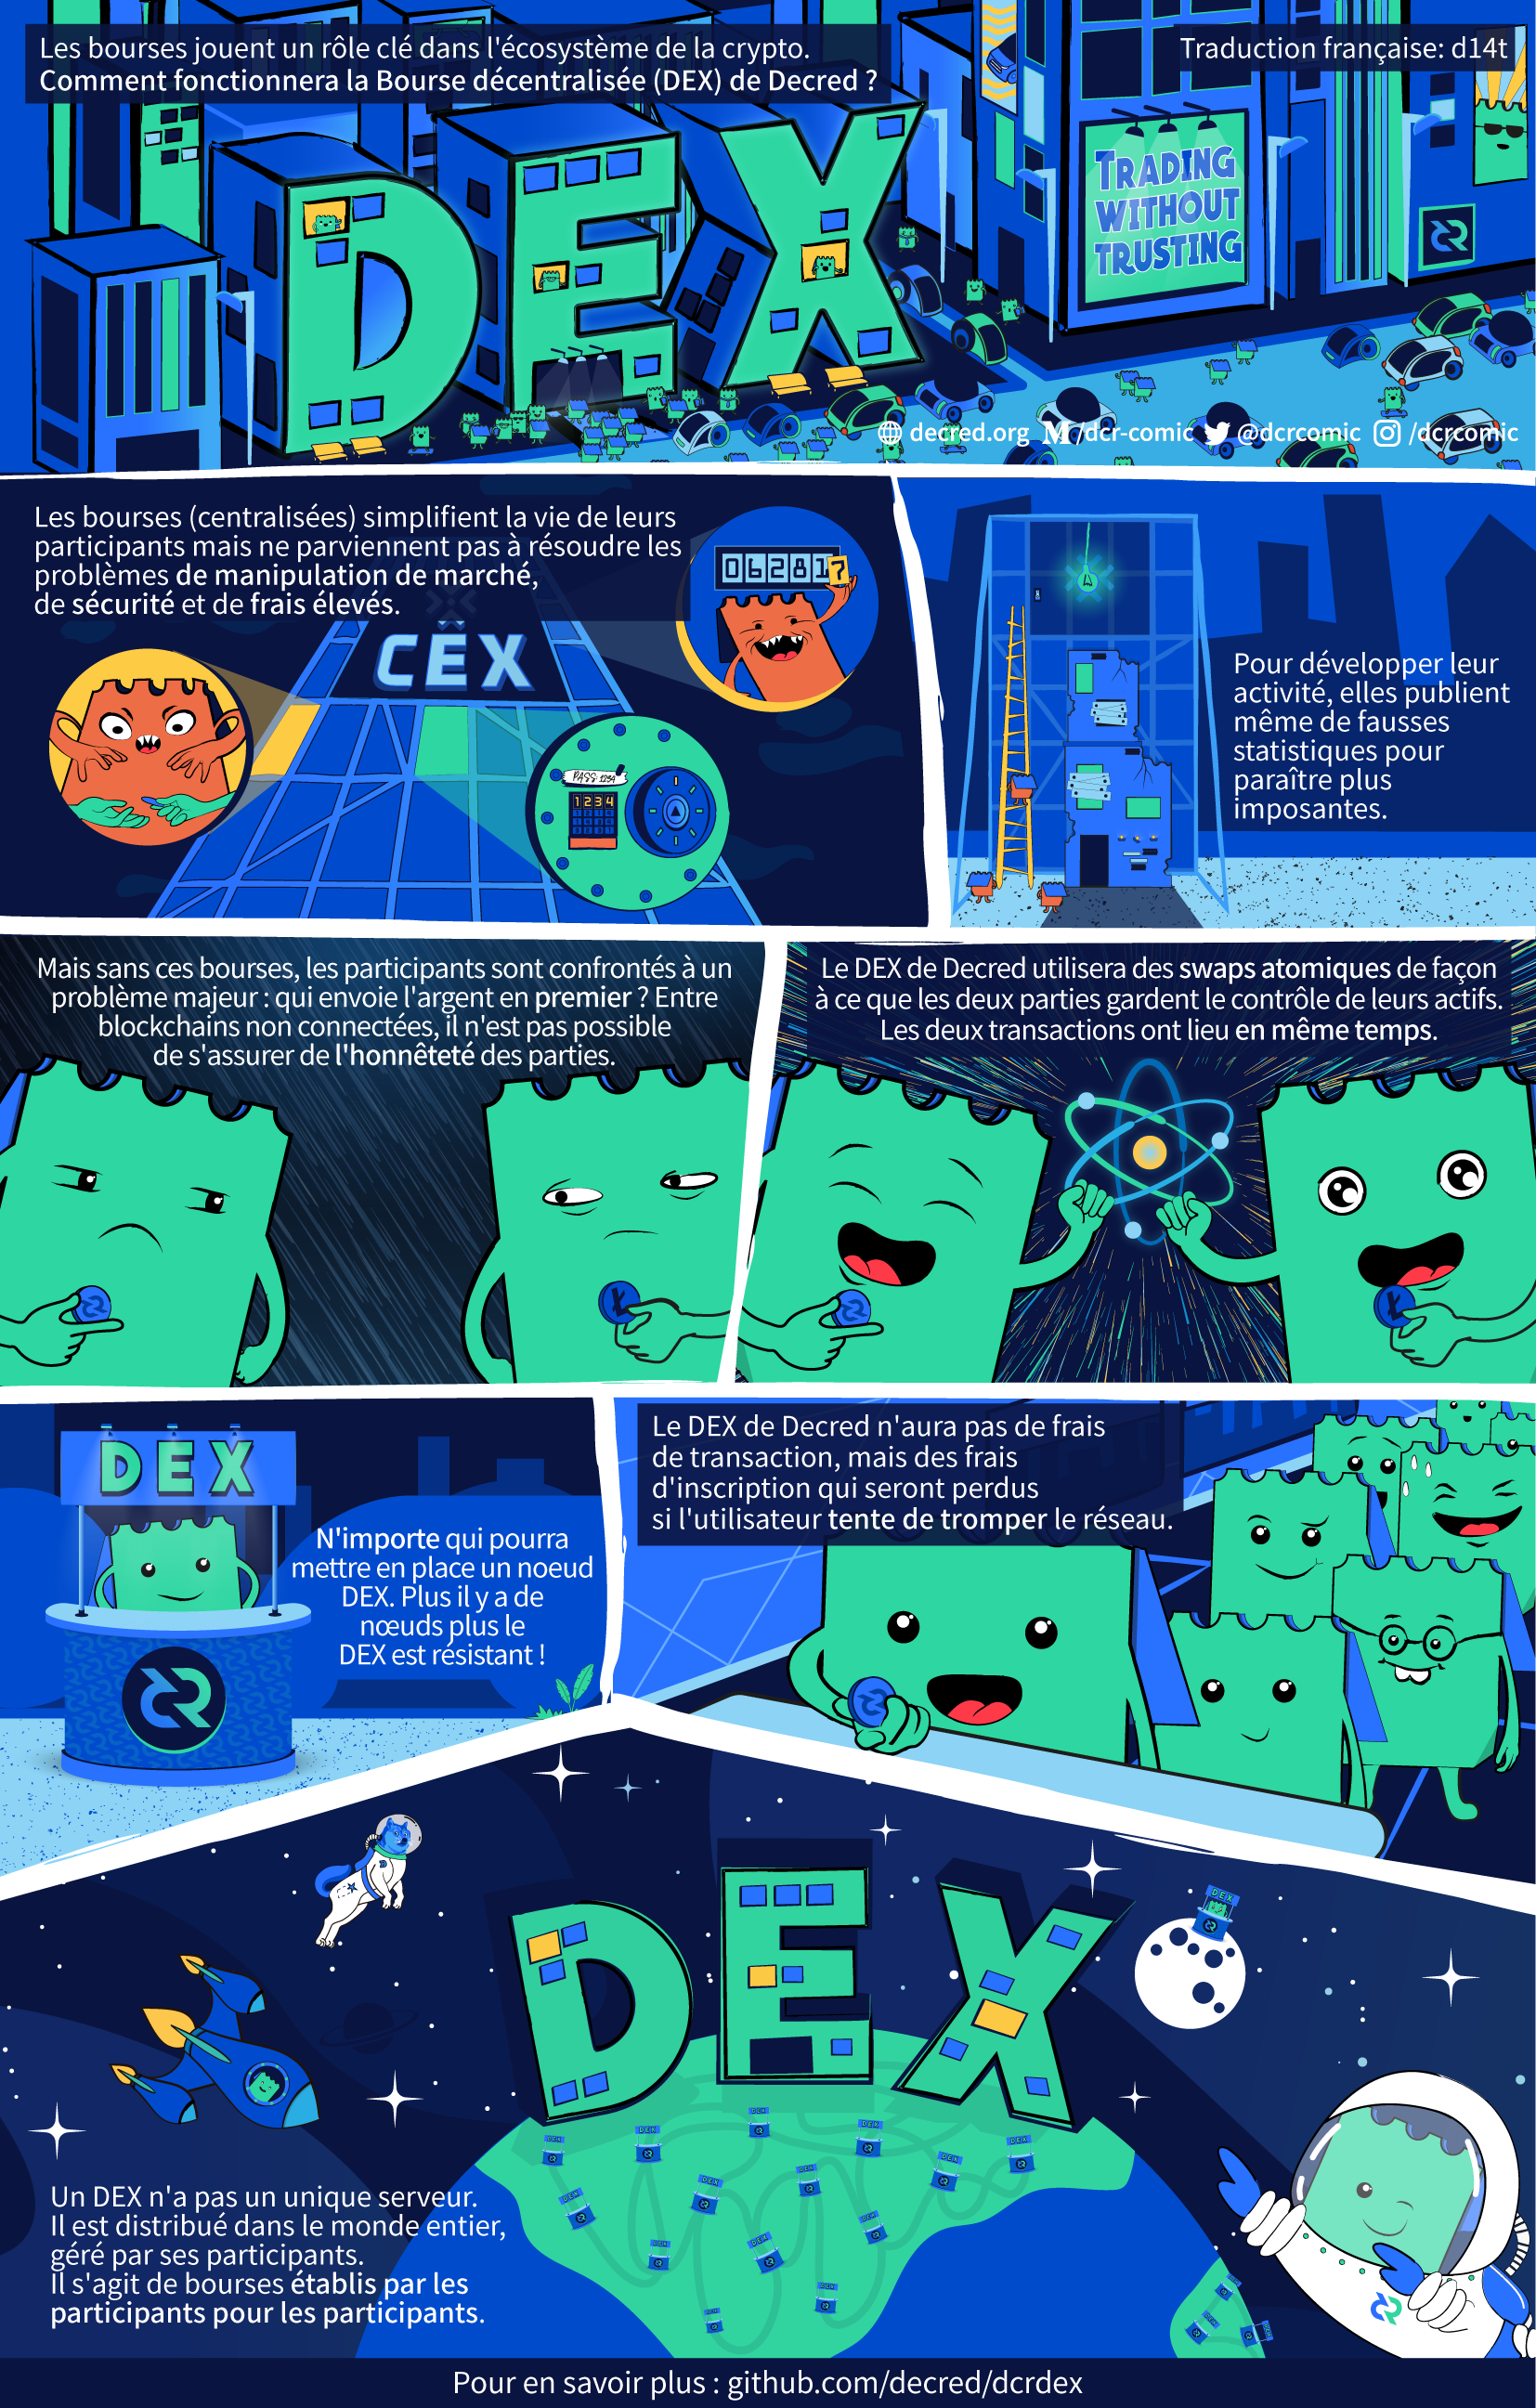 Les bourses jouent un rôle clé dans l'écosystème de la crypto.
Comment fonctionnera la Bourse décentralisée (DEX) de Decred ?
Traduction française: d14t
DEX
TRADING
WITHOUT
TRUSTING
decred.org M /dcr-comic @dcrcomic /dcrcomic
Les bourses (centralisées) simplifient la vie de leurs
participants mais ne parviennent pas à résoudre les
problèmes de manipulation de marché,
de sécurité et de frais élevés.
062817
CEX
PASS: 1234
1234
Pour développer leur
activité, elles publient
même de fausses
statistiques pour
paraître plus
imposantes.
Mais sans ces bourses, les participants sont confrontés à un
problème majeur : qui envoie l'argent en premier ? Entre
blockchains non connectées, il n'est pas possible
de s'assurer de l'honnêteté des parties.
Le DEX de Decred utilisera des swaps atomiques de façon
à ce que les deux parties gardent le contrôle de leurs actifs.
Les deux transactions ont lieu en même temps.
DEX
N'importe qui pourra
mettre en place un noeud
DEX. Plus il y a de
nœuds plus le
DEX est résistant !
Le DEX de Decred n'aura pas de frais
de transaction, mais des frais
d'inscription qui seront perdus
si l'utilisateur tente de tromper le réseau.
DEX
DEX
Un DEX n'a pas un unique serveur.
Il est distribué dans le monde entier,
géré par ses participants.
Il s'agit de bourses établis par les
participants pour les participants.
Pour en savoir plus : github.com/decred/dcrdex